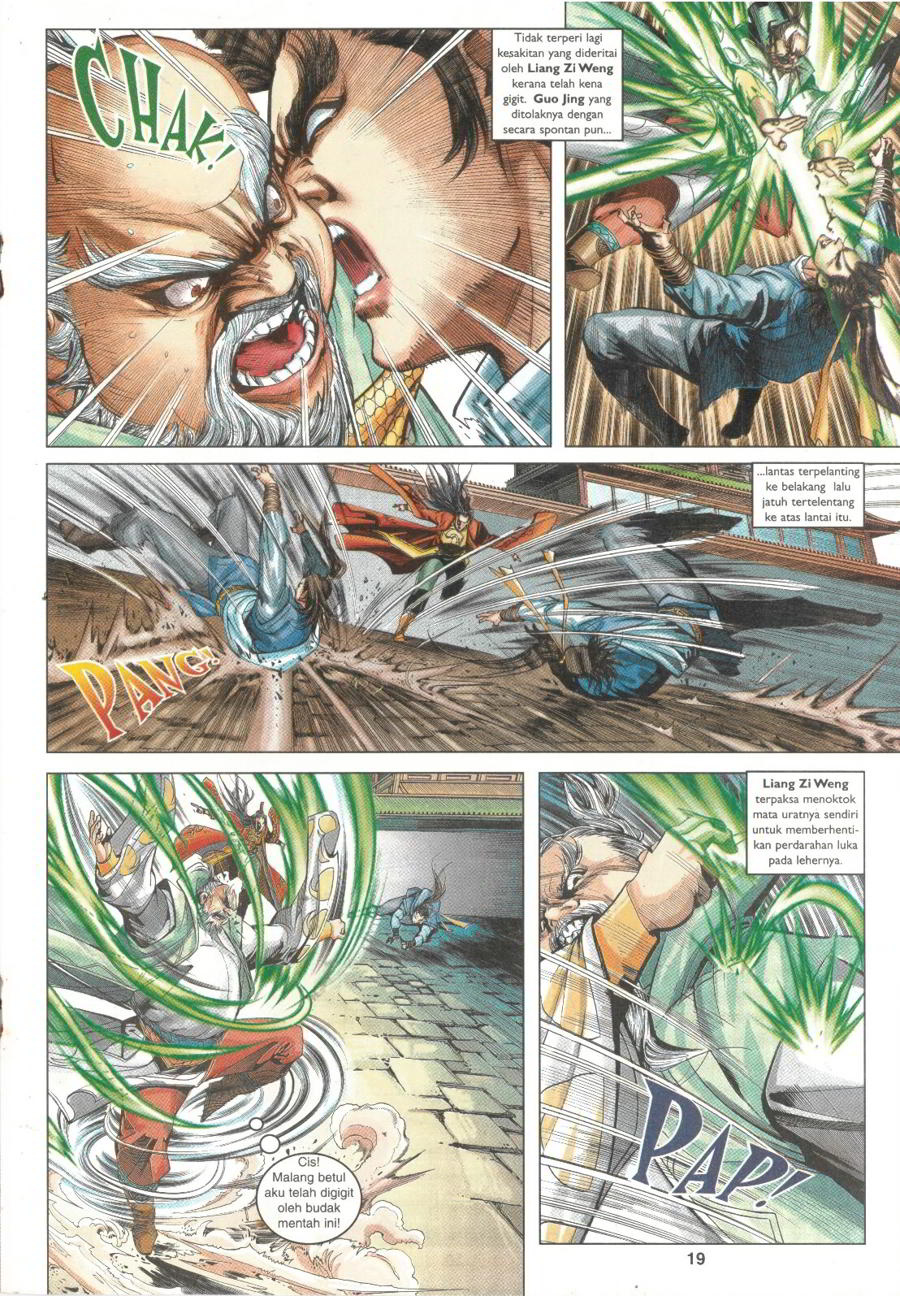 CHAK!
Tidak terperi lagi
kesakitan yang dideritai
oleh Liang Zi Weng
kerana telah kena
gigit. Guo Jing yang
ditolaknya dengan
secara spontan pun...
...lantas terpelanting
ke belakang lalu
jatuh tertelentang
ke atas lantai itu.
PANG!
Cis!
Malang betul
aku telah digigit
oleh budak
mentah ini!
Liang Zi Weng
terpaksa menoktok
mata uratnya sendiri
untuk memberhenti-
kan perdarahan luka
pada lehernya.
PAP!
19